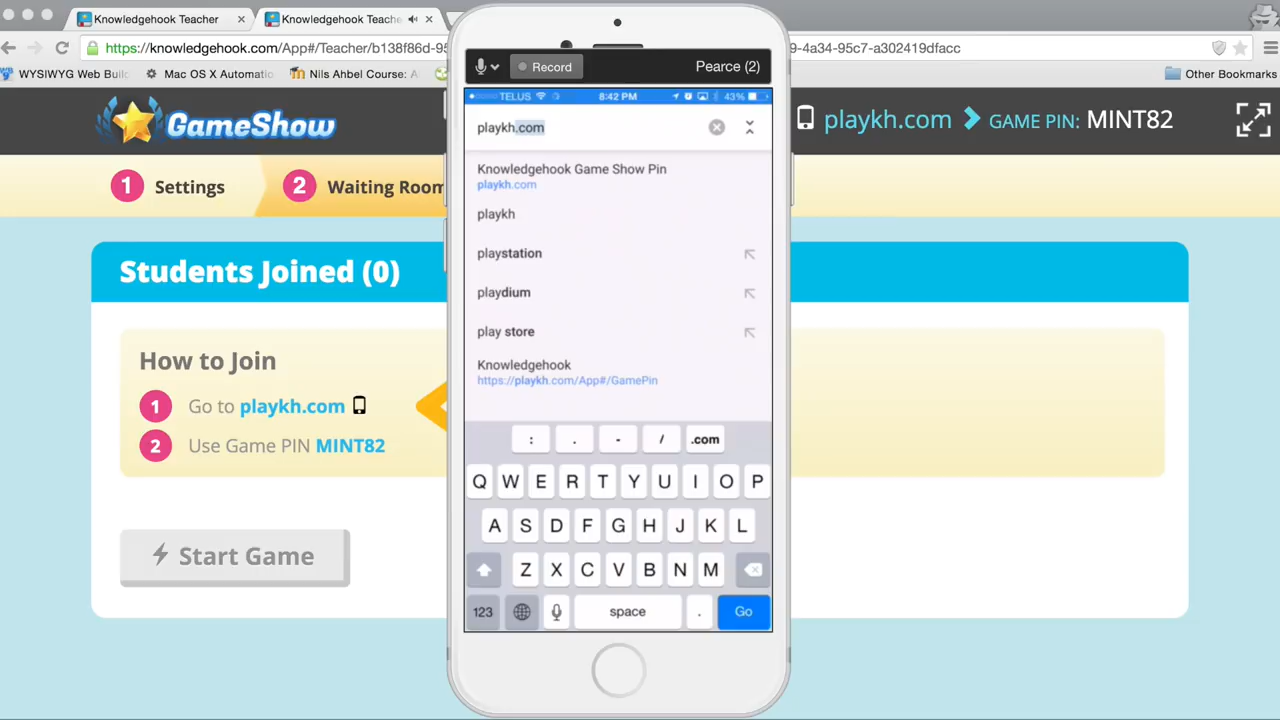 Knowledgehook Teacher
Knowledgehook Teache
https://knowledgehook.com/App#/Teacher/b138f86d-95
9-4a34-95c7-a302419dfacc
WYSIWYG Web Buil
Mac OS X Automatio
Nils Ahbel Course: A
Other Bookmarks
GameShow
playkh.com
GAME PIN: MINT82
1 Settings
2 Waiting Room
Students Joined (0)
How to Join
1 Go to playkh.com
2 Use Game PIN MINT82
Start Game
Record
Pearce (2)
TELUS
8:42 PM
43%
playkh.com
Knowledgehook Game Show Pin
playkh.com
playkh
playstation
playdium
play store
Knowledgehook
https://playkh.com/App#/GamePin
: . - / .com
Q W E R T Y U I O P
A S D F G H J K L
Z X C V B N M
123 space . Go